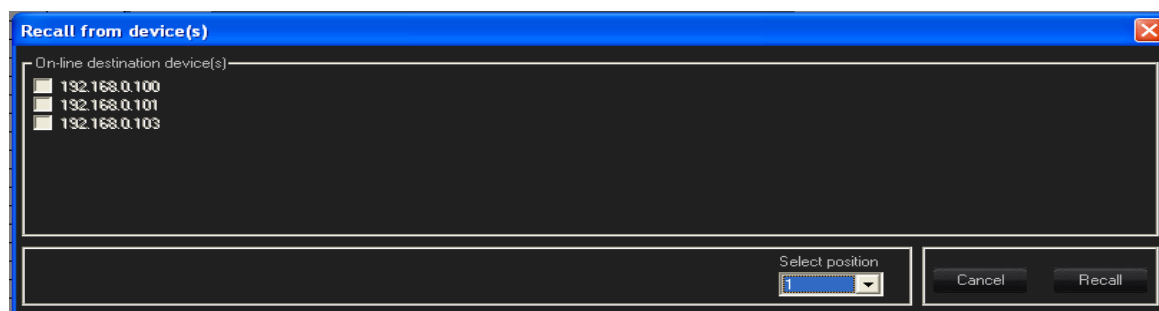 Recall from device(s)
On-line destination device(s)
192.168.0.100
192.168.0.101
192.168.0.103
Select position
1
Cancel
Recall